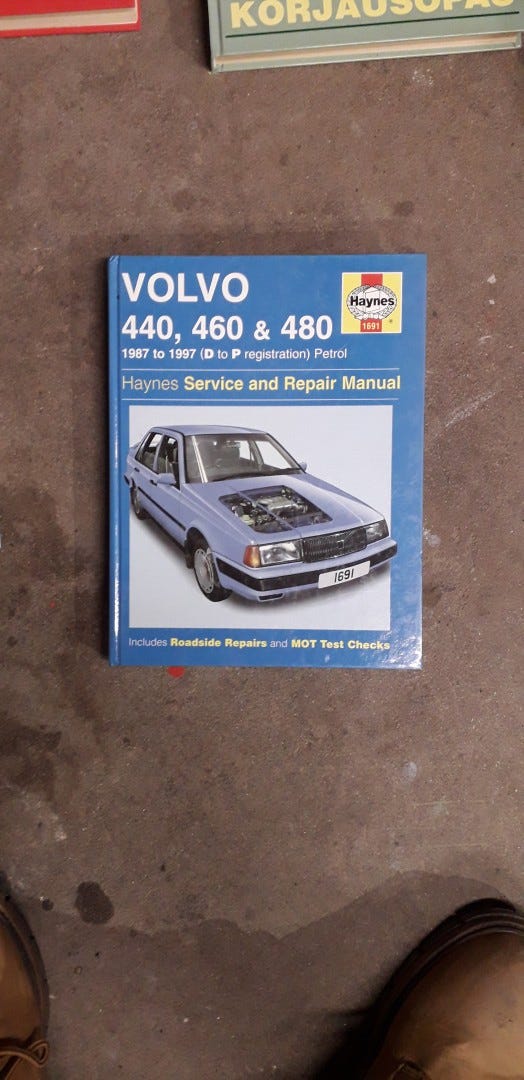 KORJAUSOPAS
VOLVO
440, 460 & 480
1987 to 1997 (D to P registration) Petrol
Haynes
1691
Haynes Service and Repair Manual
1691
Includes Roadside Repairs and MOT Test Checks